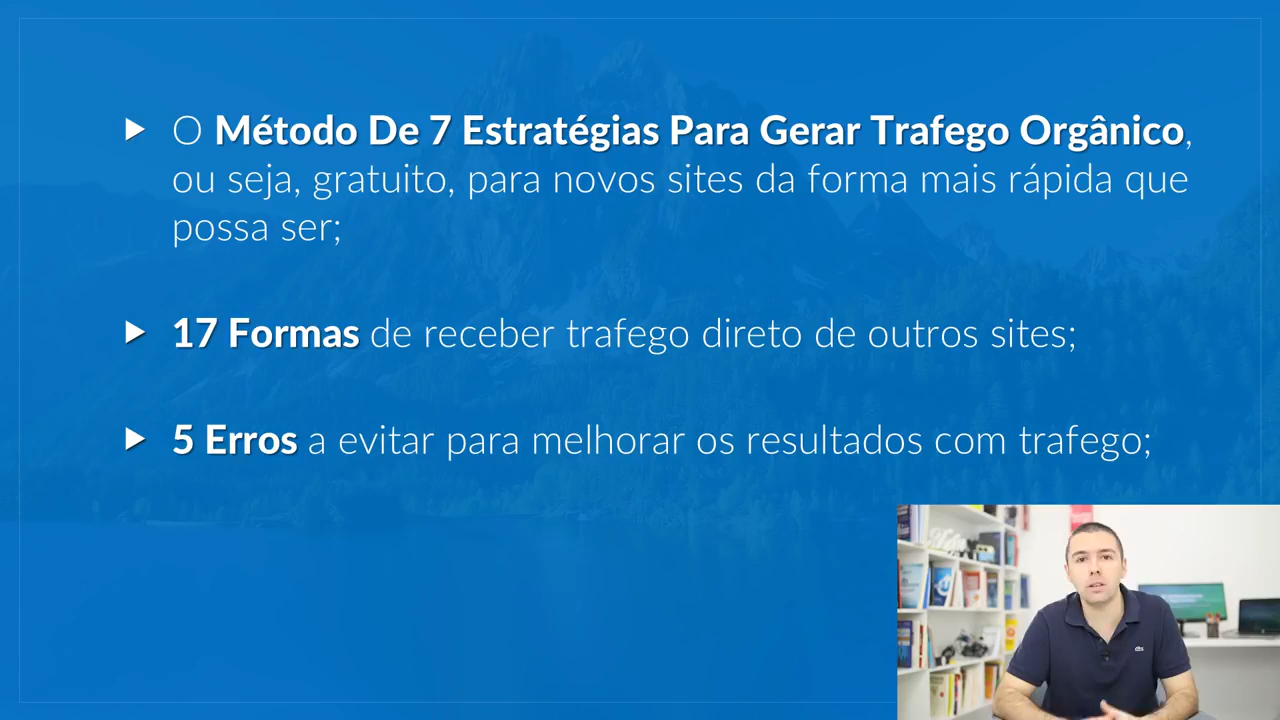 O Método De 7 Estratégias Para Gerar Trafego Orgânico,
ou seja, gratuito, para novos sites da forma mais rápida que
possa ser;
17 Formas de receber trafego direto de outros sites;
5 Erros a evitar para melhorar os resultados com trafego;